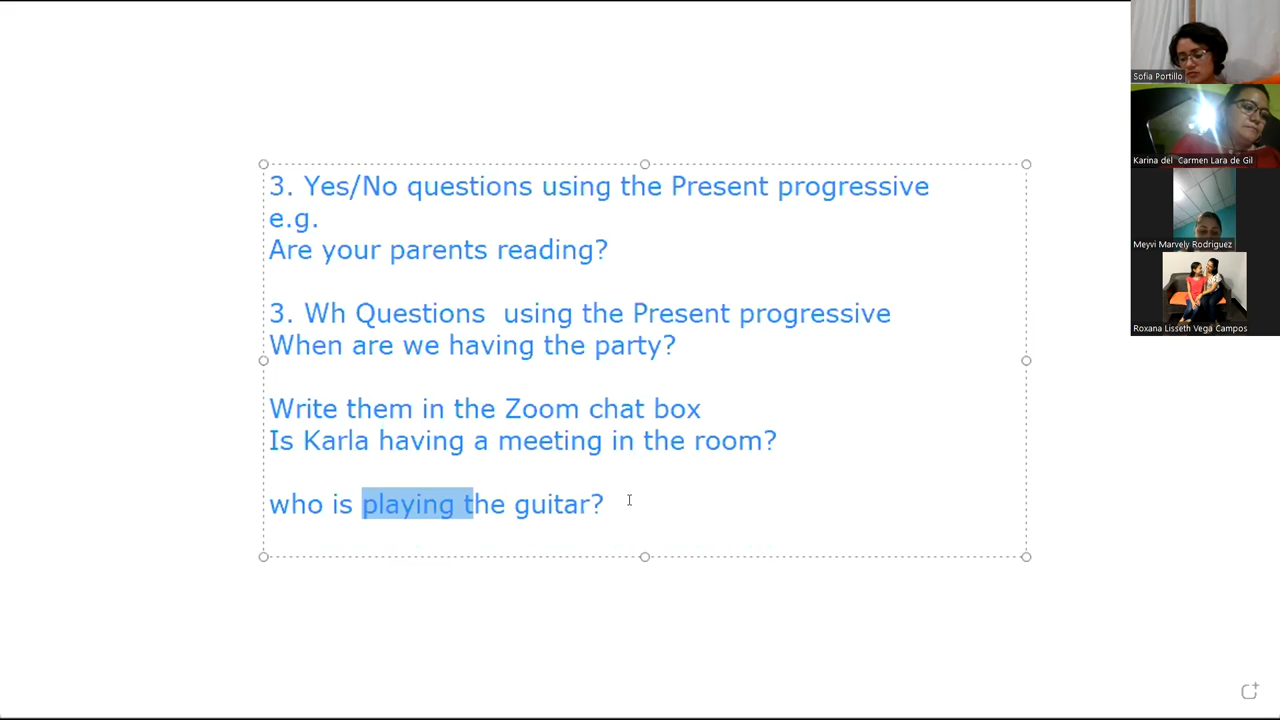 3. Yes/No questions using the Present progressive
e.g.
Are your parents reading?
3. Wh Questions  using the Present progressive
When are we having the party?
Write them in the Zoom chat box
Is Karla having a meeting in the room?
who is playing the guitar?
Sofia Portillo
Karina del  Carmen Lara de Gil
Meyvi Marvely Rodriguez
Roxana Lisseth Vega Campos